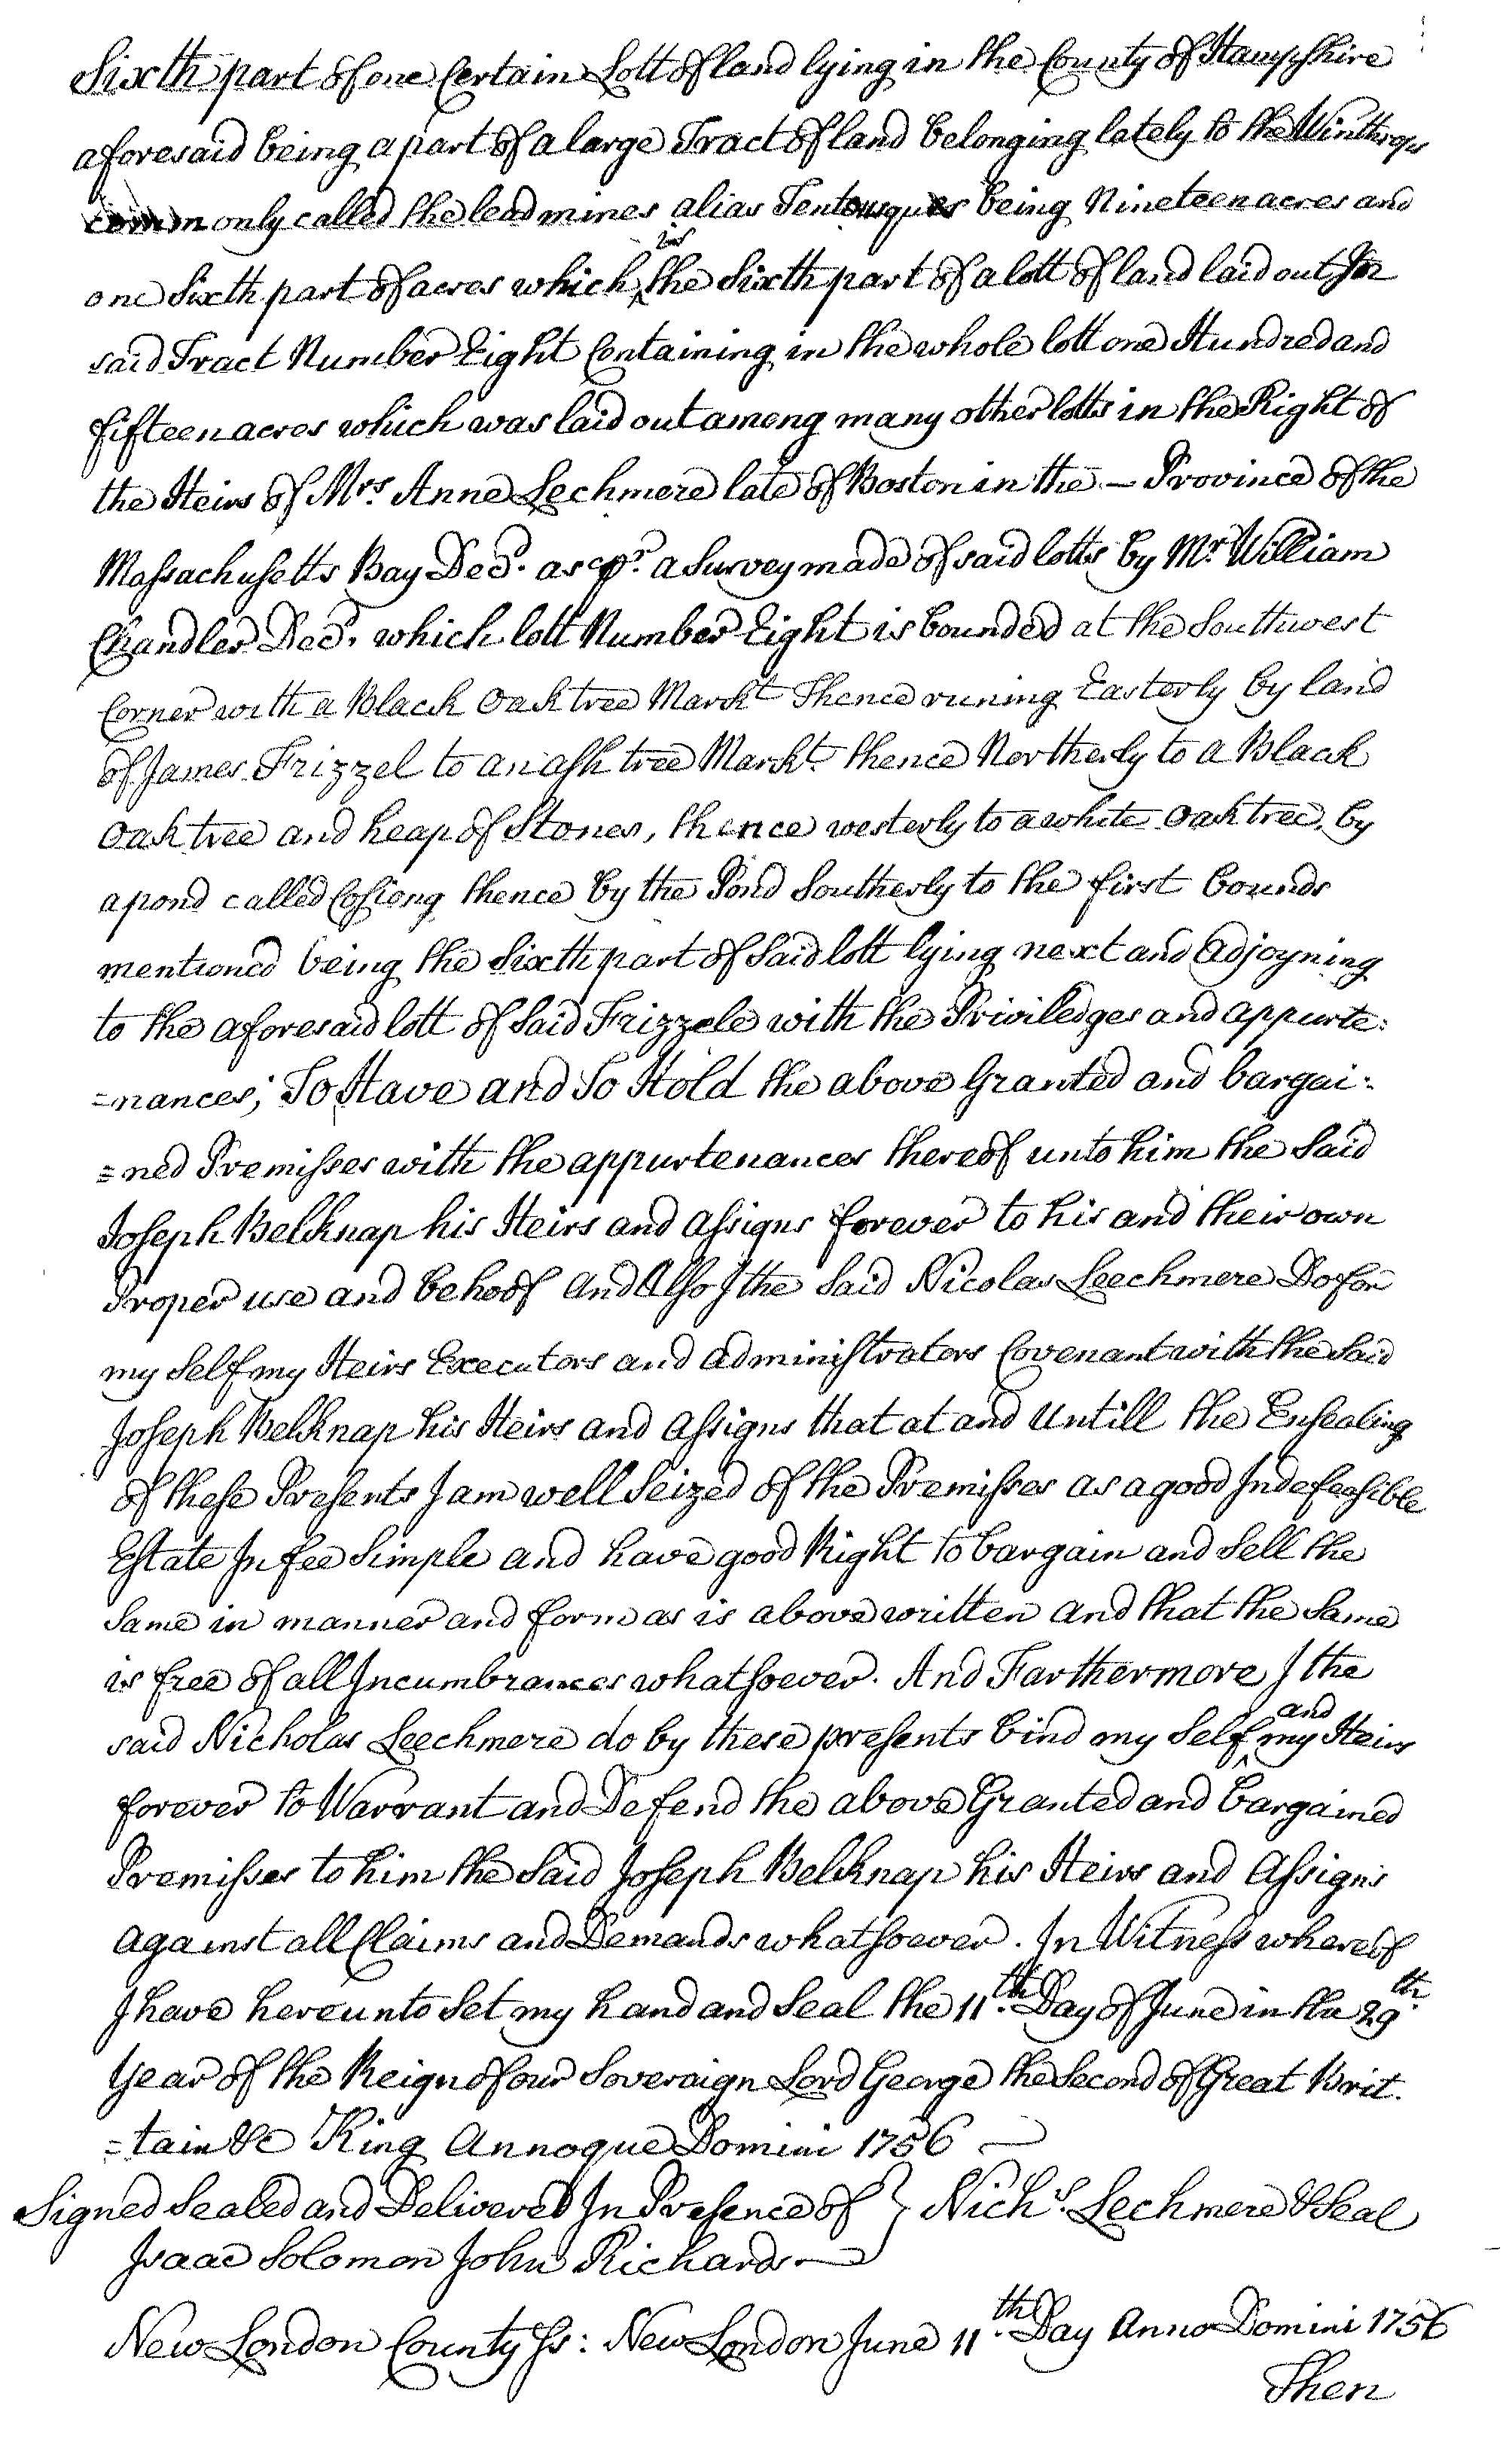 Sixth part of one Certain Lott of land lying in the County of Hampshire
aforesaid being a part of a large Tract of land belonging lately to the Winthrops
commonly called the lead mines alias Tentousques being Nineteen acres and
one Sixth part of acres which is the Sixth part of a lott of land laid out In
said Tract Number Eight Containing in the whole lott one Hundred and
fifteen acres which was laid out among many other lotts in the Right of
the Heirs of Mrs. Anne Lechmere late of Boston in the — Province of the
Massachusetts Bay Decd. as pr. a Survey made of said lotts by Mr. William
Chandler Decd. which lott Number Eight is bounded at the Southwest
Corner with a Black Oak tree Markt Thence runing Easterly by land
of James Frizzel to an ash tree Markt. thence Northerly to a Black
Oak tree and heap of Stones, thence westerly to a white Oak tree, by
a pond called thence by the Pond Southerly to the first bounds
mentioned being the Sixth part of Said lott lying next and Adjoyning
to the aforesaid lott of Said Frizzele with the Priviledges and appurte:
=nances; To Have and To Hold the above Granted and bargai:
=ned Premisses with the appurtenances thereof unto him the Said
Joseph Belknap his Heirs and assigns forever to his and their own
Proper use and behoof And Also I the Said Nicolas Leechmere Do for
my Self my Heirs Executors and administrators Covenant with the Said
Joseph Belknap his Heirs and assigns that at and Untill the Ensealing
of these Presents I am well Seized of the Premisses as a good Indefeasible
Estate In fee Simple and have good Right to bargain and Sell the
Same in manner and form as is above written and that the Same
is free of all Incumbrances whatsoever. And Farthermore I the
said Nicholas Leechmere do by these presents bind my Self and my Heirs
forever to Warrant and Defend the above Granted and bargained
Premisses to him the Said Joseph Belknap his Heirs and Assigns
against all Claims and Demands whatsoever. In Witness whereof
I have hereunto Set my hand and Seal the 11th. Day of June in the 29th.
Year of the Reign of our Sovereign Lord George the Second of Great Brit.
=tain &c King Annoque Domini 1756 —
Signed Sealed and Delivered In Presence of } Nichs. Lechmere & Seal
Isaac Solomon John Richards —
New London County Ss: New London June 11th. Day Anno Domini 1756
Then